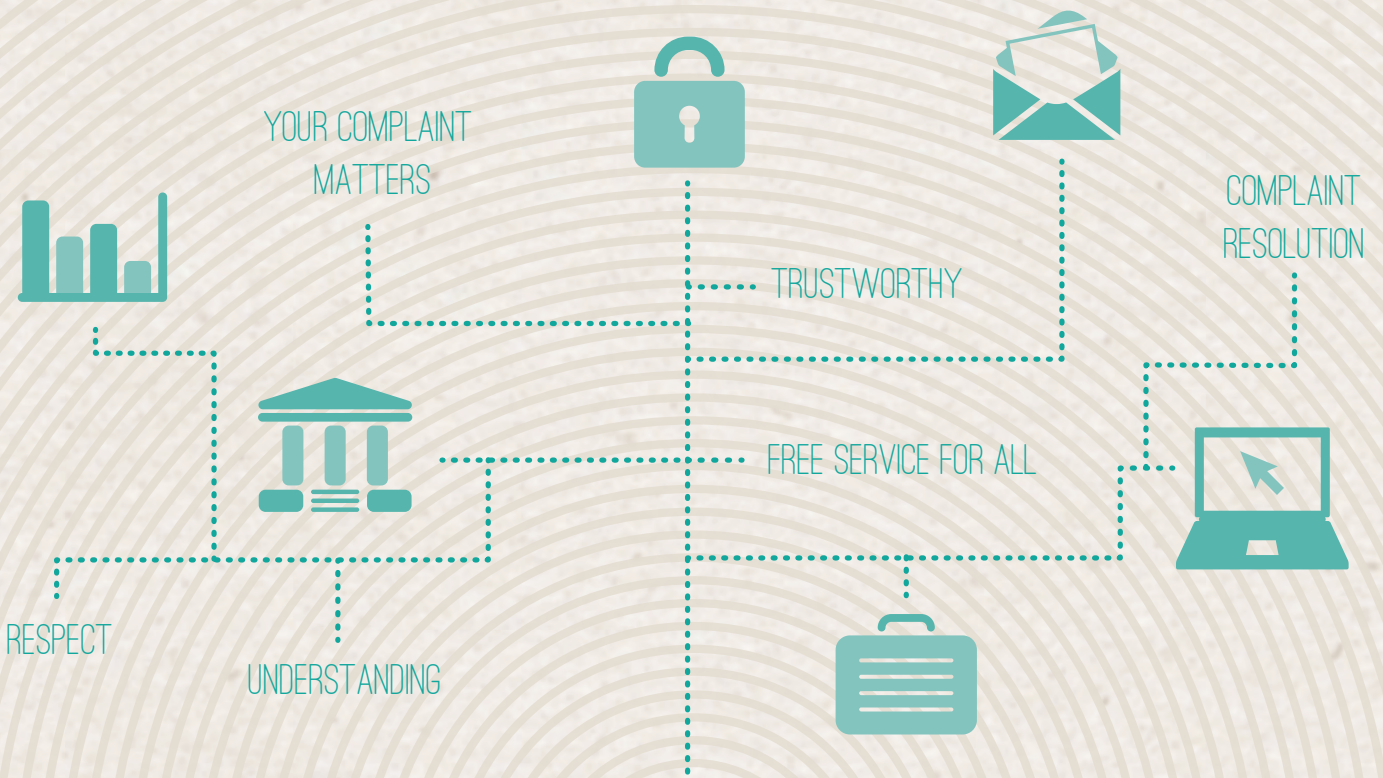 YOUR COMPLAINT
MATTERS
COMPLAINT
RESOLUTION
TRUSTWORTHY
FREE SERVICE FOR ALL
RESPECT
UNDERSTANDING